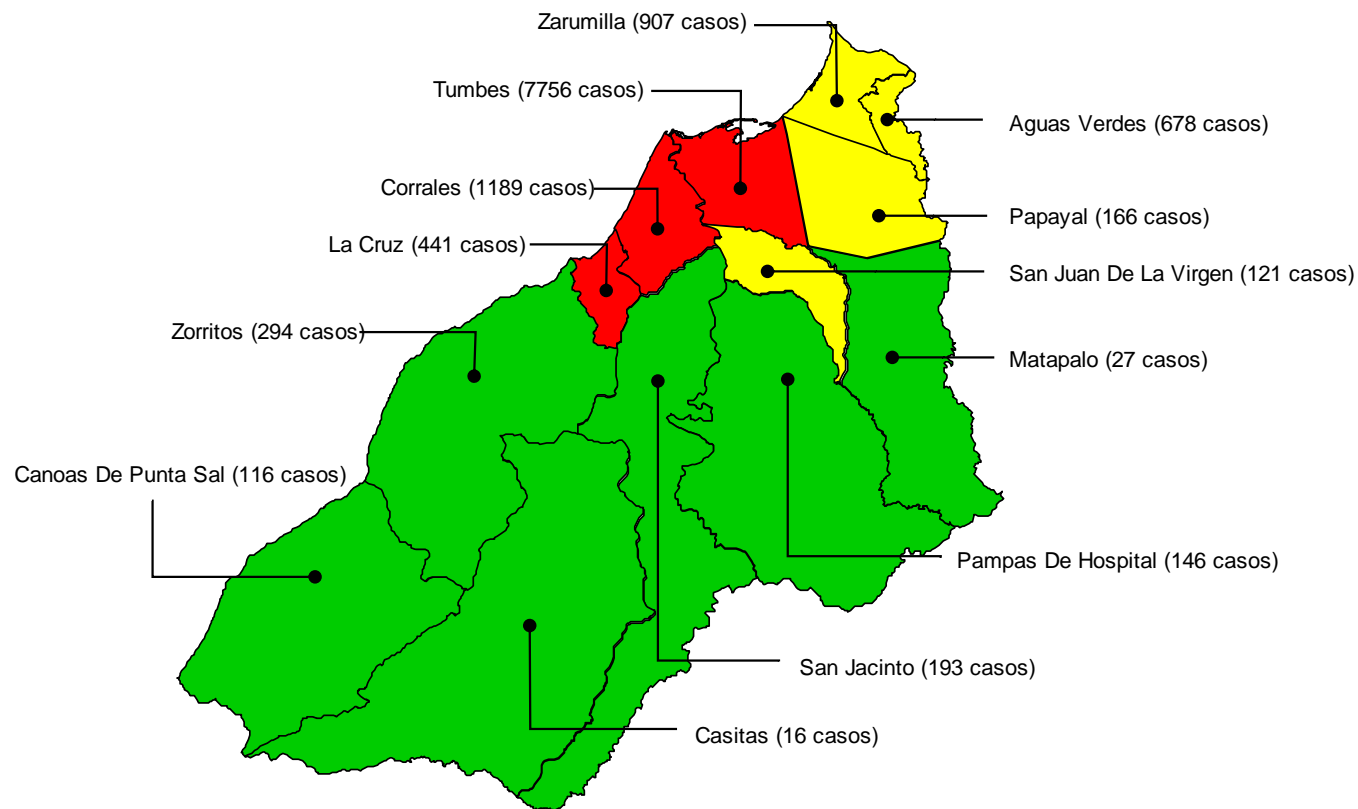 Zarumilla (907 casos)
Tumbes (7756 casos)
Aguas Verdes (678 casos)
Corrales (1189 casos)
Papayal (166 casos)
La Cruz (441 casos)
San Juan De La Virgen (121 casos)
Zorritos (294 casos)
Matapalo (27 casos)
Canoas De Punta Sal (116 casos)
Pampas De Hospital (146 casos)
San Jacinto (193 casos)
Casitas (16 casos)